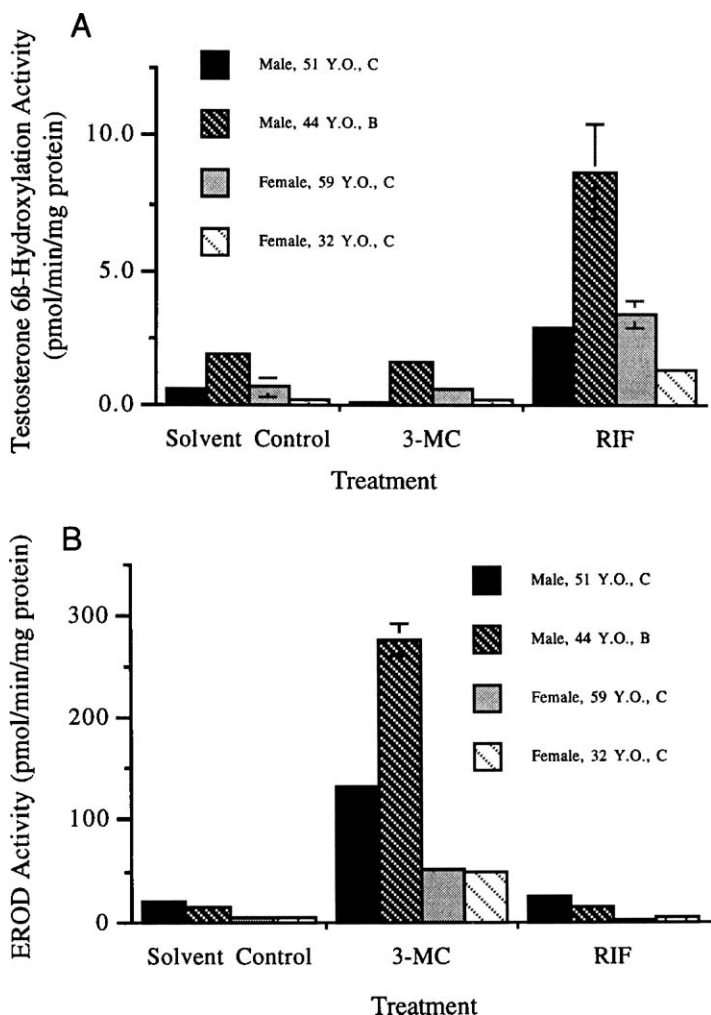 A
Testosterone 6ß-Hydroxylation Activity
(pmol/min/mg protein)
10.0
5.0
0.0
Male, 51 Y.O., C
Male, 44 Y.O., B
Female, 59 Y.O., C
Female, 32 Y.O., C
Solvent Control 3-MC RIF
Treatment
B
EROD Activity (pmol/min/mg protein)
300
200
100
0
Male, 51 Y.O., C
Male, 44 Y.O., B
Female, 59 Y.O., C
Female, 32 Y.O., C
Solvent Control 3-MC RIF
Treatment